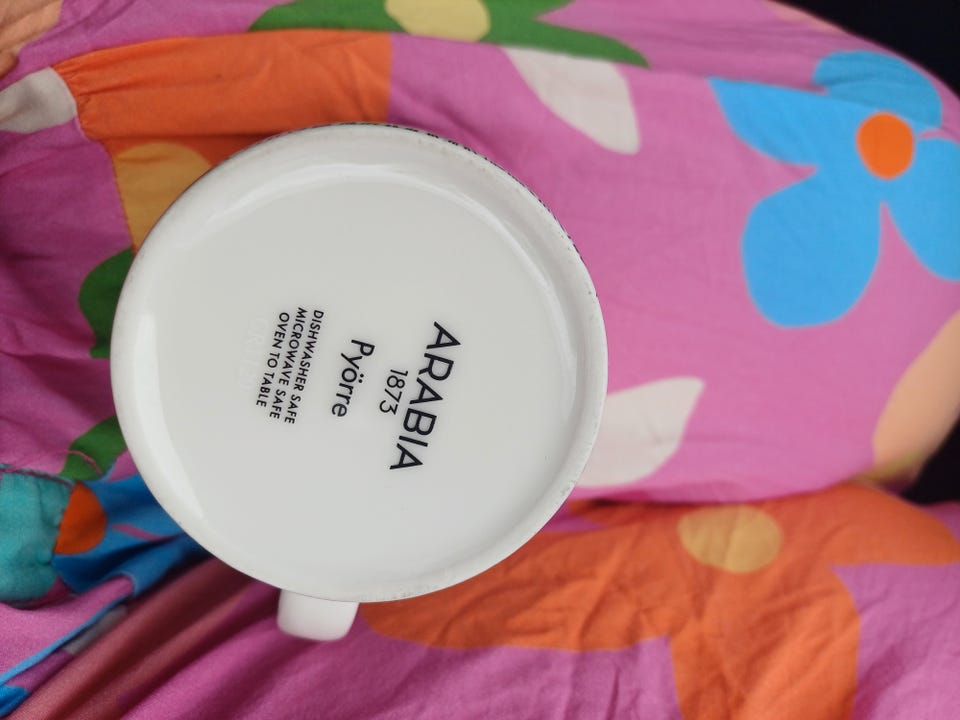 ARABIA
1873
Pyörre
DISHWASHER SAFE
MICROWAVE SAFE
OVEN TO TABLE